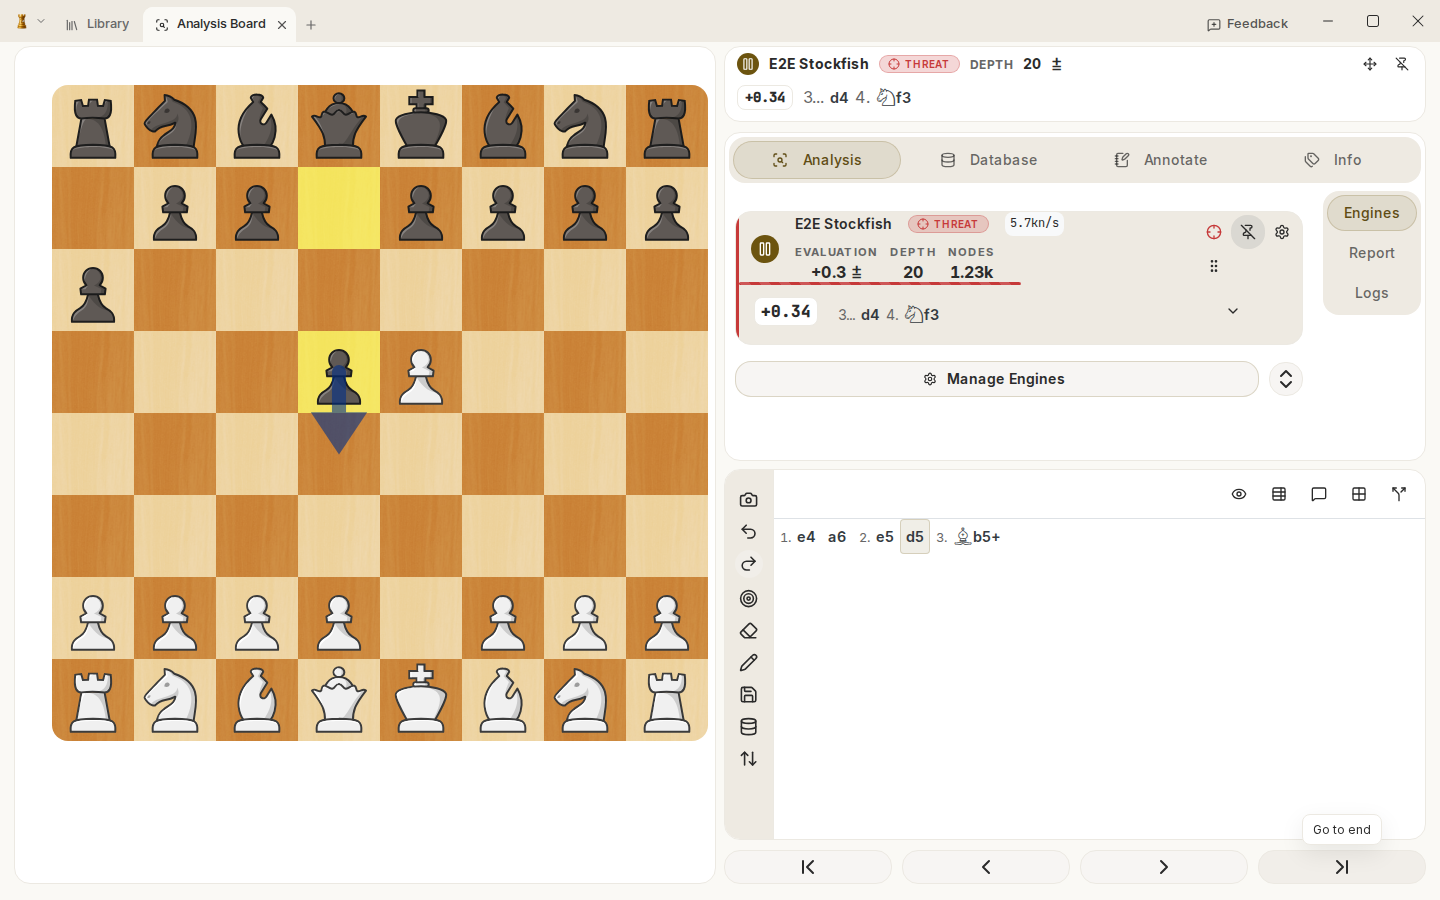 Library
Analysis Board
Feedback
E2E Stockfish THREAT DEPTH 20 ±
+0.34 3... d4 4. ♘f3
Analysis
Database
Annotate
Info
E2E Stockfish THREAT 5.7kn/s
EVALUATION DEPTH NODES
+0.3 ± 20 1.23k
+0.34 3... d4 4. ♘f3
Engines
Report
Logs
Manage Engines
1. e4 a6 2. e5 d5 3. ♗b5+
Go to end